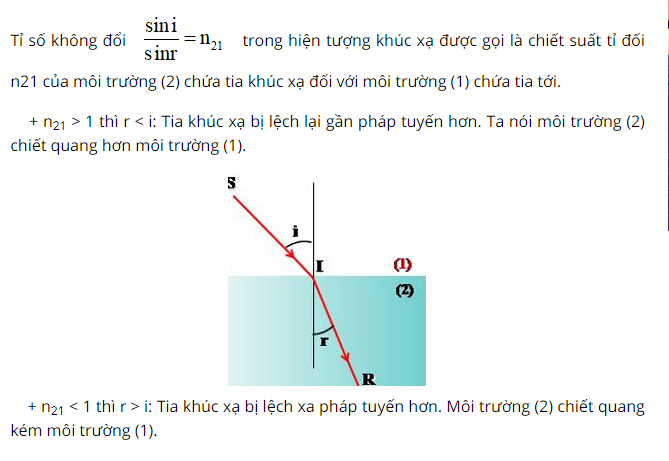 Tỉ số không đổi sini/sinr = n21 trong hiện tượng khúc xạ được gọi là chiết suất tỉ đối
n21 của môi trường (2) chứa tia khúc xạ đối với môi trường (1) chứa tia tới.
+ n21 > 1 thì r < i: Tia khúc xạ bị lệch lại gần pháp tuyến hơn. Ta nói môi trường (2)
chiết quang hơn môi trường (1).
S
i
I (1)
(2)
r
R
+ n21 < 1 thì r > i: Tia khúc xạ bị lệch xa pháp tuyến hơn. Môi trường (2) chiết quang
kém môi trường (1).